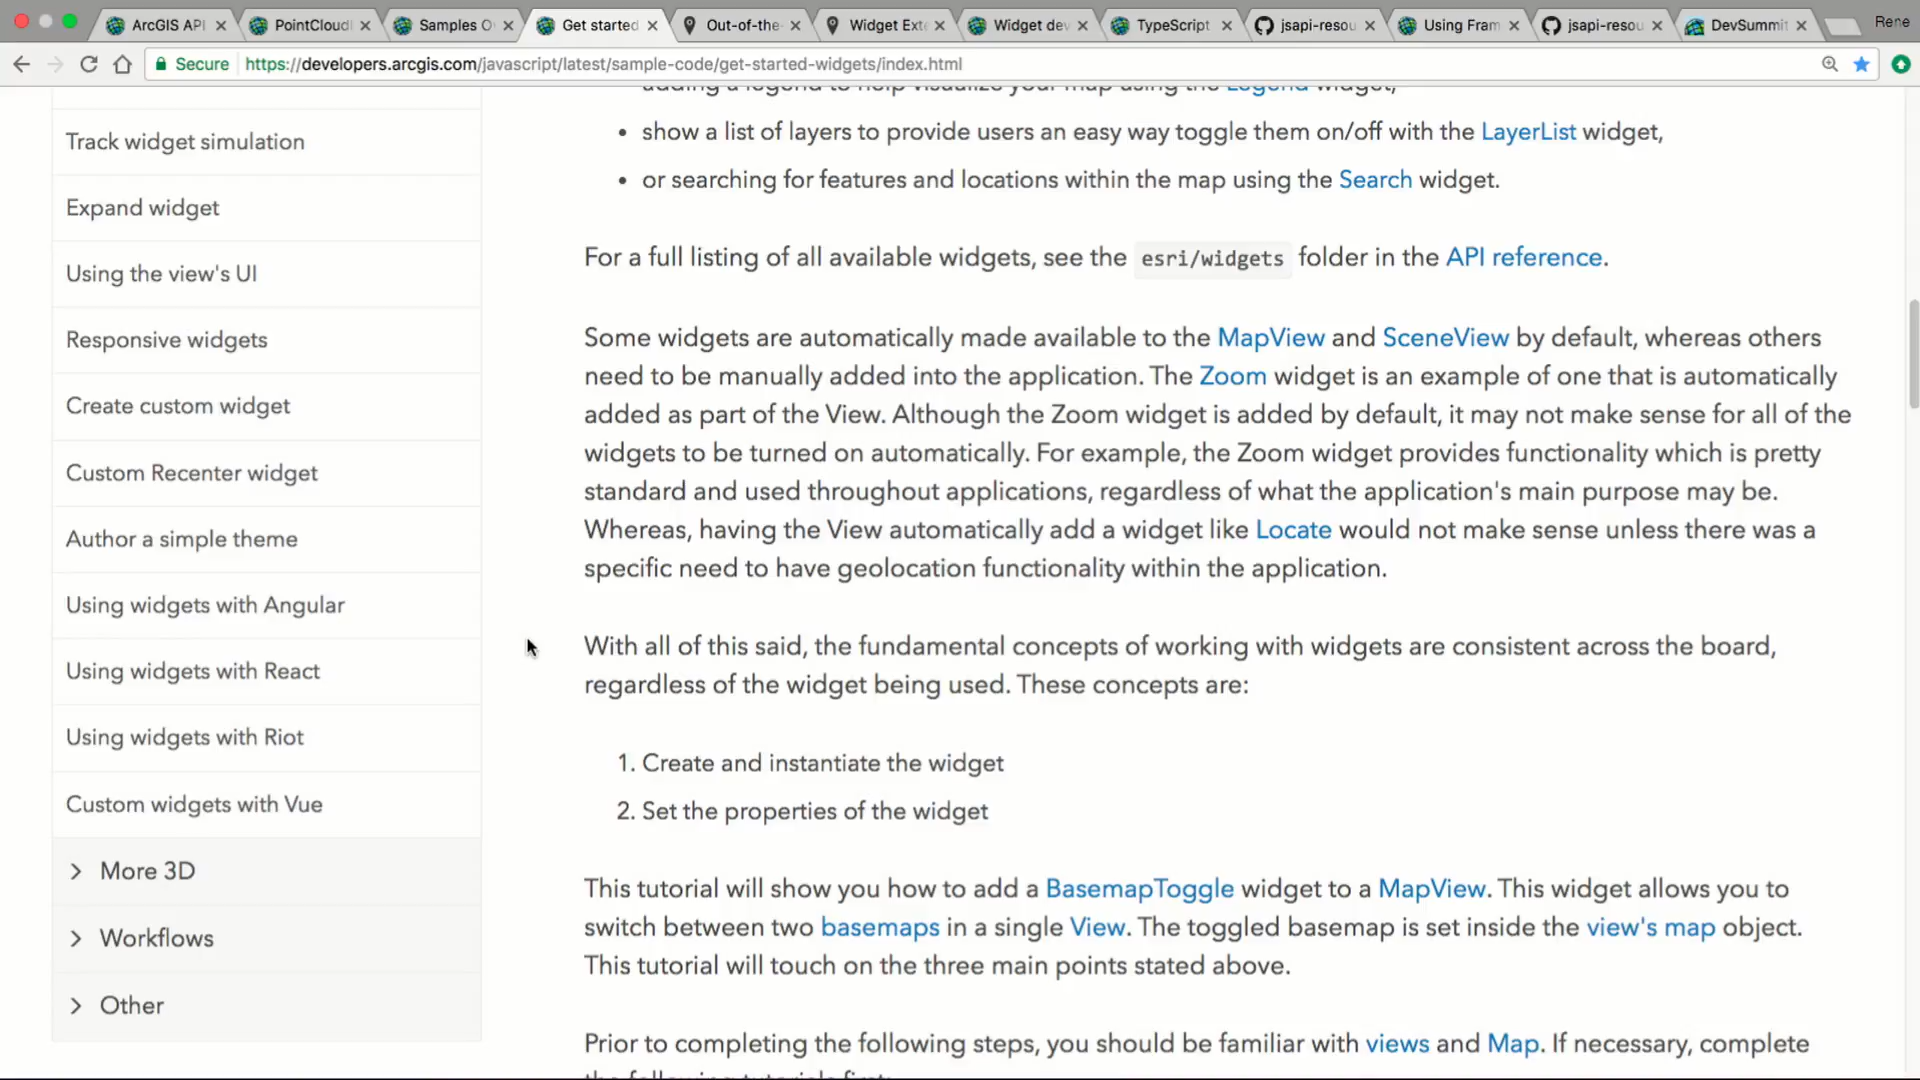 ArcGIS API
PointCloud
Samples O
Get started
Out-of-the-
Widget Ext
Widget dev
TypeScript
jsapi-resou
Using Fram
jsapi-resou
DevSummit
Rene
Secure
https://developers.arcgis.com/javascript/latest/sample-code/get-started-widgets/index.html
Track widget simulation
Expand widget
Using the view's UI
Responsive widgets
Create custom widget
Custom Recenter widget
Author a simple theme
Using widgets with Angular
Using widgets with React
Using widgets with Riot
Custom widgets with Vue
More 3D
Workflows
Other
adding a legend to help visualize your map using the Legend widget,
• show a list of layers to provide users an easy way toggle them on/off with the LayerList widget,
• or searching for features and locations within the map using the Search widget.
For a full listing of all available widgets, see the esri/widgets folder in the API reference.
Some widgets are automatically made available to the MapView and SceneView by default, whereas others
need to be manually added into the application. The Zoom widget is an example of one that is automatically
added as part of the View. Although the Zoom widget is added by default, it may not make sense for all of the
widgets to be turned on automatically. For example, the Zoom widget provides functionality which is pretty
standard and used throughout applications, regardless of what the application's main purpose may be.
Whereas, having the View automatically add a widget like Locate would not make sense unless there was a
specific need to have geolocation functionality within the application.
With all of this said, the fundamental concepts of working with widgets are consistent across the board,
regardless of the widget being used. These concepts are:
1. Create and instantiate the widget
2. Set the properties of the widget
This tutorial will show you how to add a BasemapToggle widget to a MapView. This widget allows you to
switch between two basemaps in a single View. The toggled basemap is set inside the view's map object.
This tutorial will touch on the three main points stated above.
Prior to completing the following steps, you should be familiar with views and Map. If necessary, complete
the following tutorials first: